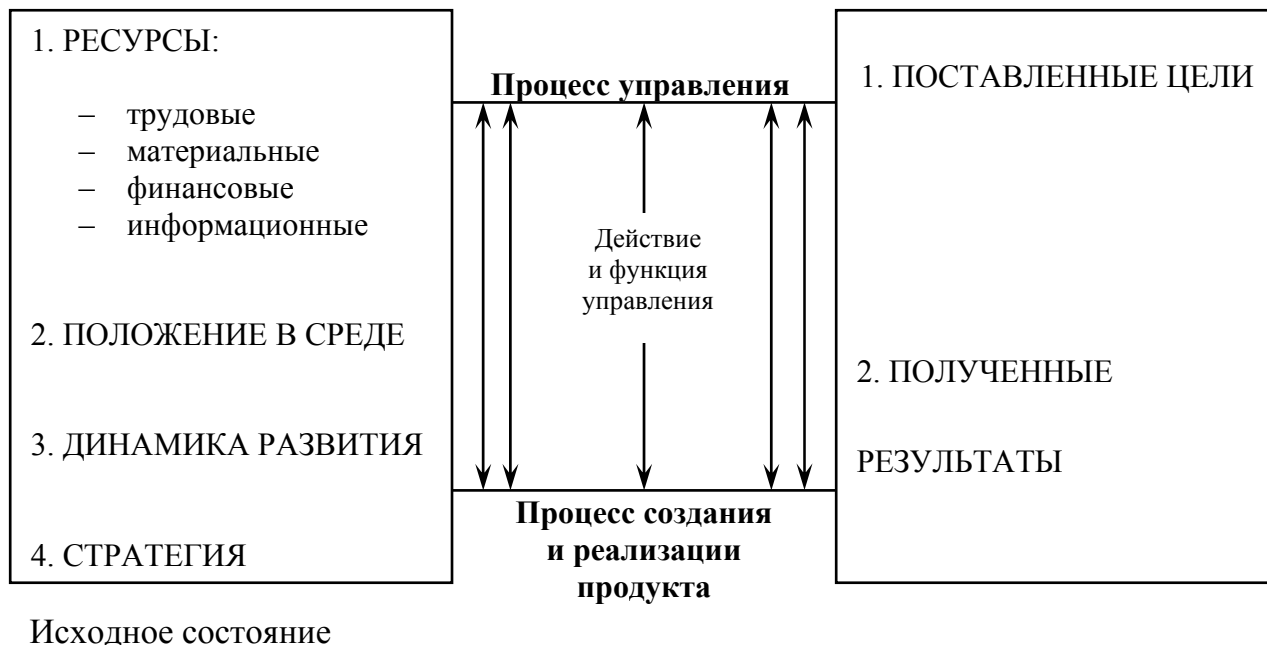 1. РЕСУРСЫ:
– трудовые
– материальные
– финансовые
– информационные
2. ПОЛОЖЕНИЕ В СРЕДЕ
3. ДИНАМИКА РАЗВИТИЯ
4. СТРАТЕГИЯ
Процесс управления
Действие
и функция
управления
Процесс создания
и реализации
продукта
1. ПОСТАВЛЕННЫЕ ЦЕЛИ
2. ПОЛУЧЕННЫЕ
РЕЗУЛЬТАТЫ
Исходное состояние